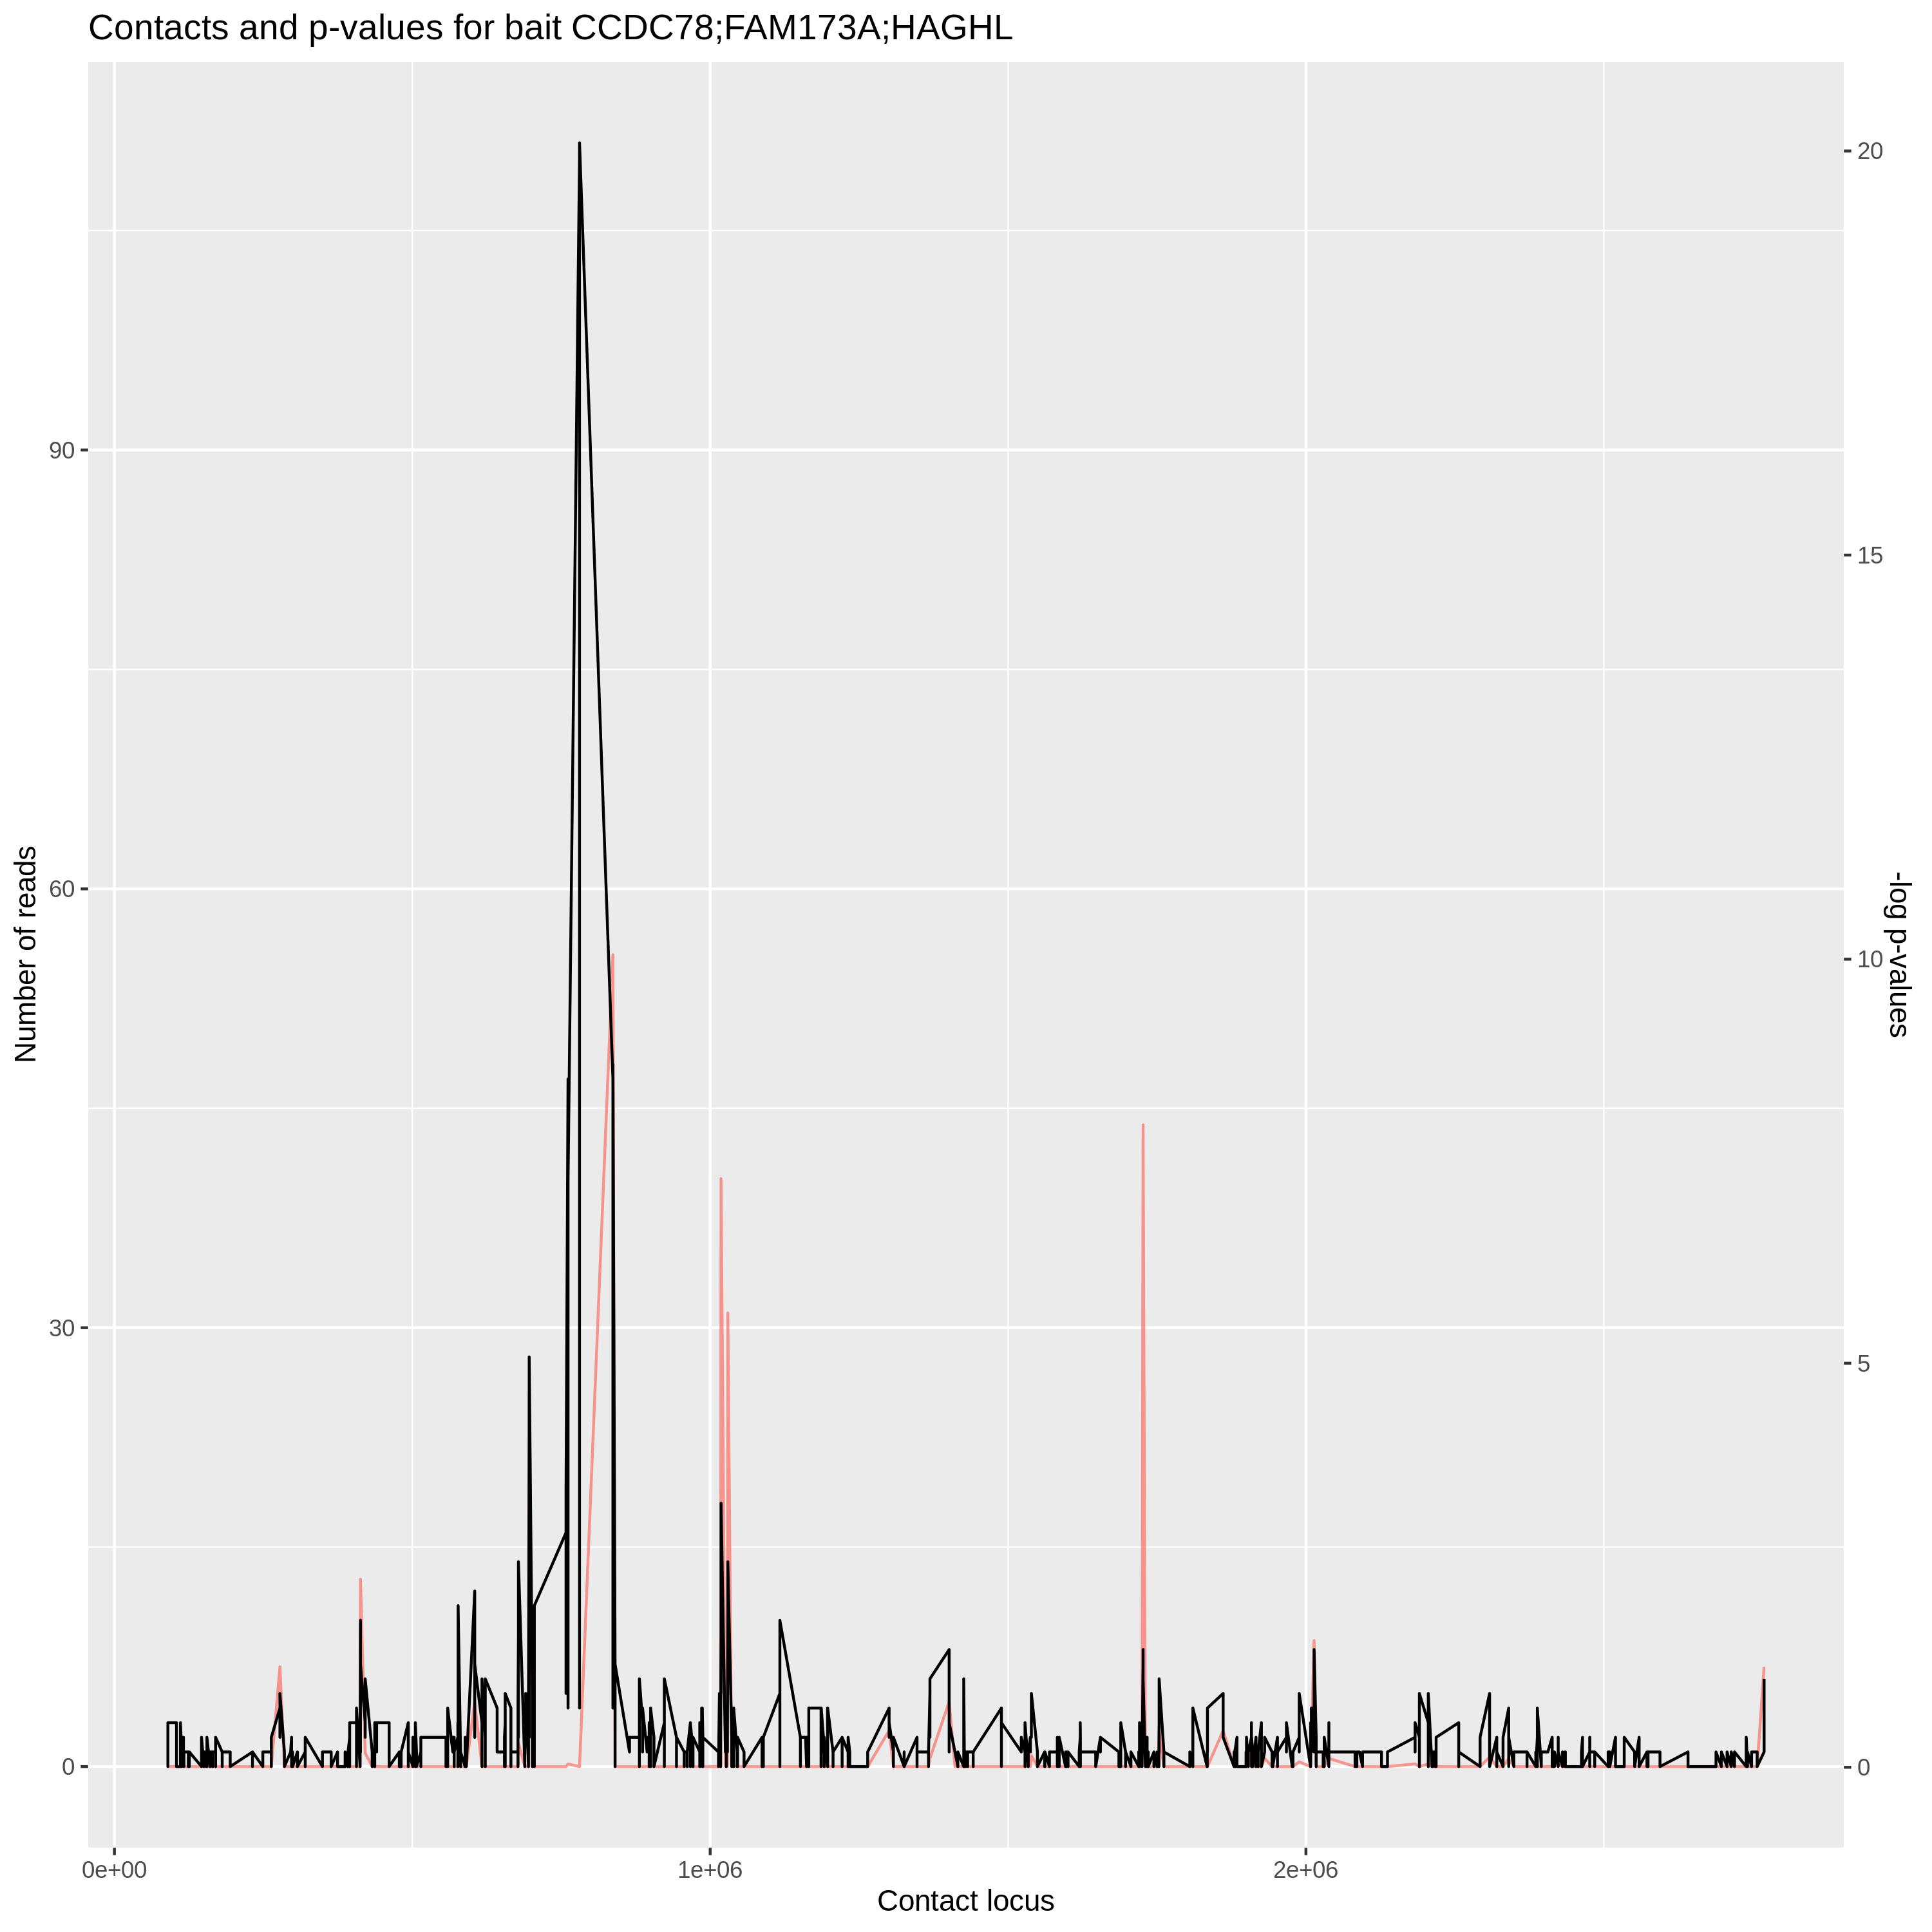 Contacts and p-values for bait CCDC78;FAM173A;HAGHL
Number of reads
90
60
30
0
20
15
10
5
0
-log p-values
0e+00
1e+06
2e+06
Contact locus